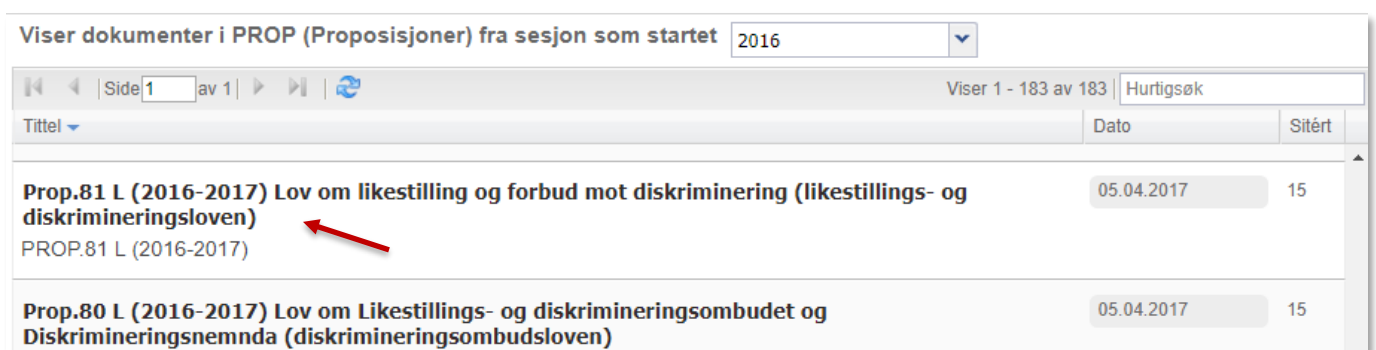 Viser dokumenter i PROP (Proposisjoner) fra sesjon som startet 2016
Side 1 av 1 Viser 1 - 183 av 183 Hurtigsøk
Tittel Dato Sitért
Prop.81 L (2016-2017) Lov om likestilling og forbud mot diskriminering (likestillings- og 05.04.2017 15
diskrimineringsloven)
PROP.81 L (2016-2017)
Prop.80 L (2016-2017) Lov om Likestillings- og diskrimineringsombudet og 05.04.2017 15
Diskrimineringsnemnda (diskrimineringsombudsloven)